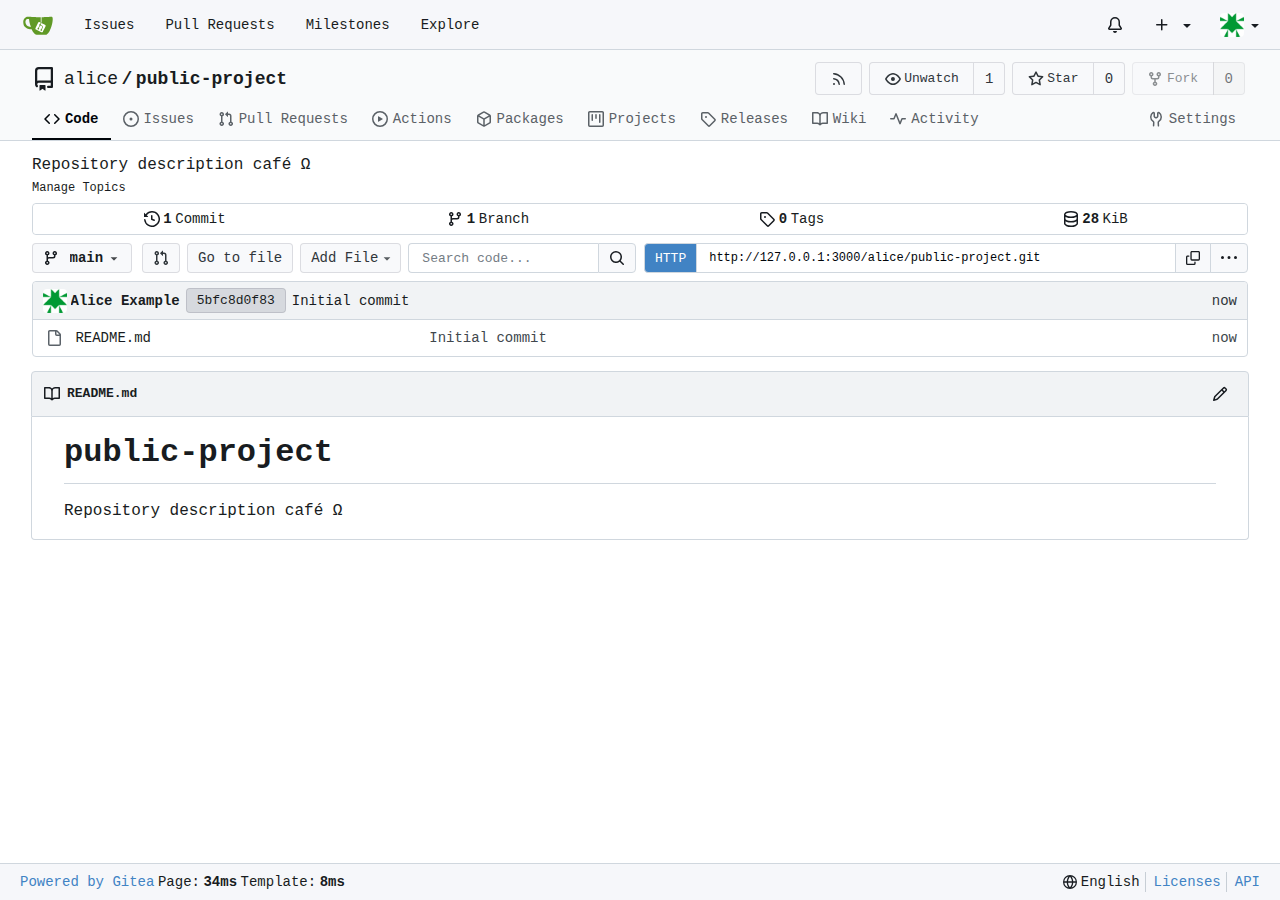 Issues Pull Requests Milestones Explore
alice/public-project Unwatch 1 Star 0 Fork 0
Code Issues Pull Requests Actions Packages Projects Releases Wiki Activity Settings
Repository description café Ω
Manage Topics
1 Commit 1 Branch 0 Tags 28 KiB
main Go to file Add File Search code... HTTP http://127.0.0.1:3000/alice/public-project.git
Alice Example 5bfc8d0f83 Initial commit now
README.md Initial commit now
README.md
public-project
Repository description café Ω
Powered by Gitea Page: 34ms Template: 8ms English Licenses API